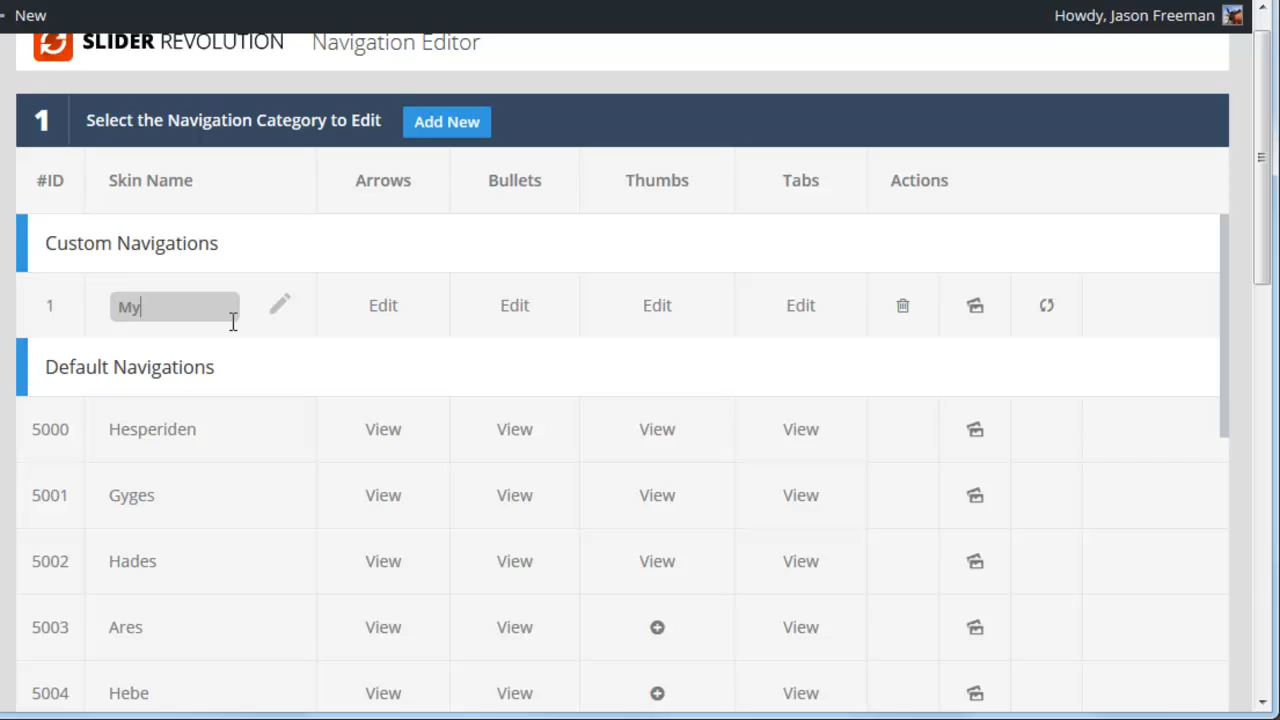 New
Howdy, Jason Freeman
SLIDER REVOLUTION Navigation Editor
1 Select the Navigation Category to Edit Add New
#ID Skin Name Arrows Bullets Thumbs Tabs Actions
Custom Navigations
1 My Edit Edit Edit Edit
Default Navigations
5000 Hesperiden View View View View
5001 Gyges View View View View
5002 Hades View View View View
5003 Ares View View View
5004 Hebe View View View